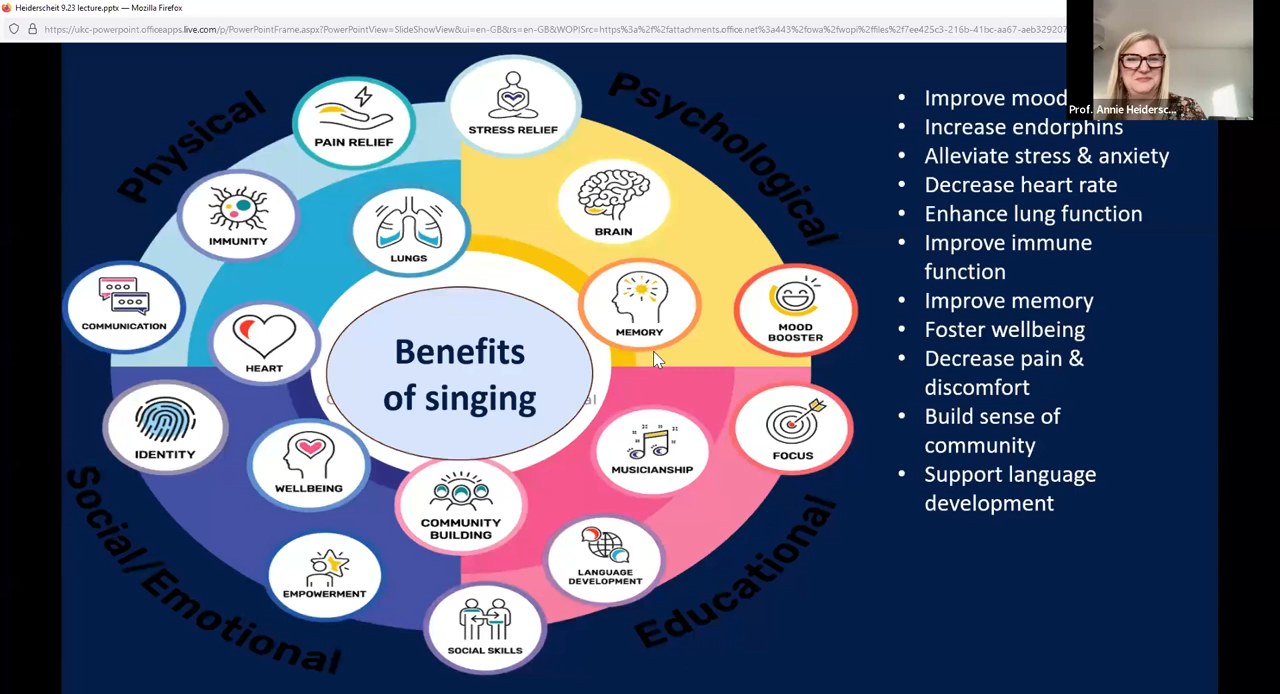 Heiderscheit 9.23 lecture.pptx — Mozilla Firefox
https://ukc-powerpoint.officeapps.live.com/p/PowerPointFrame.aspx?PowerPointView=SlideShowView&ui=en-GB&rs=en-GB&WOPISrc=https%3a%2f%2fattachments.office.net%3a443%2fowa%2fwopi%2ffiles%2f7ee425c3-216b-41bc-aa67-aeb329207
Prof. Annie Heidersc...
Physical
Psychological
PAIN RELIEF
STRESS RELIEF
IMMUNITY
LUNGS
BRAIN
COMMUNICATION
HEART
MEMORY
MOOD
BOOSTER
Benefits
of singing
IDENTITY
WELLBEING
COMMUNITY
BUILDING
MUSICIANSHIP
FOCUS
EMPOWERMENT
SOCIAL SKILLS
LANGUAGE
DEVELOPMENT
Social/Emotional
Educational
• Improve mood
• Increase endorphins
• Alleviate stress & anxiety
• Decrease heart rate
• Enhance lung function
• Improve immune
function
• Improve memory
• Foster wellbeing
• Decrease pain &
discomfort
• Build sense of
community
• Support language
development